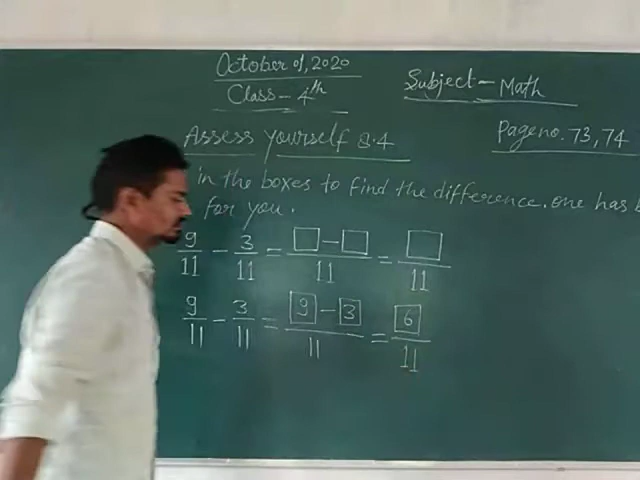 October 01, 2020
Class - 4th
Subject - Math
Assess yourself 8.4
Page no. 73, 74
in the boxes to find the difference. one has b
for you.
9/11 - 3/11 = □ - □/11 = □/11
9/11 - 3/11 = 9 - 3/11 = 6/11